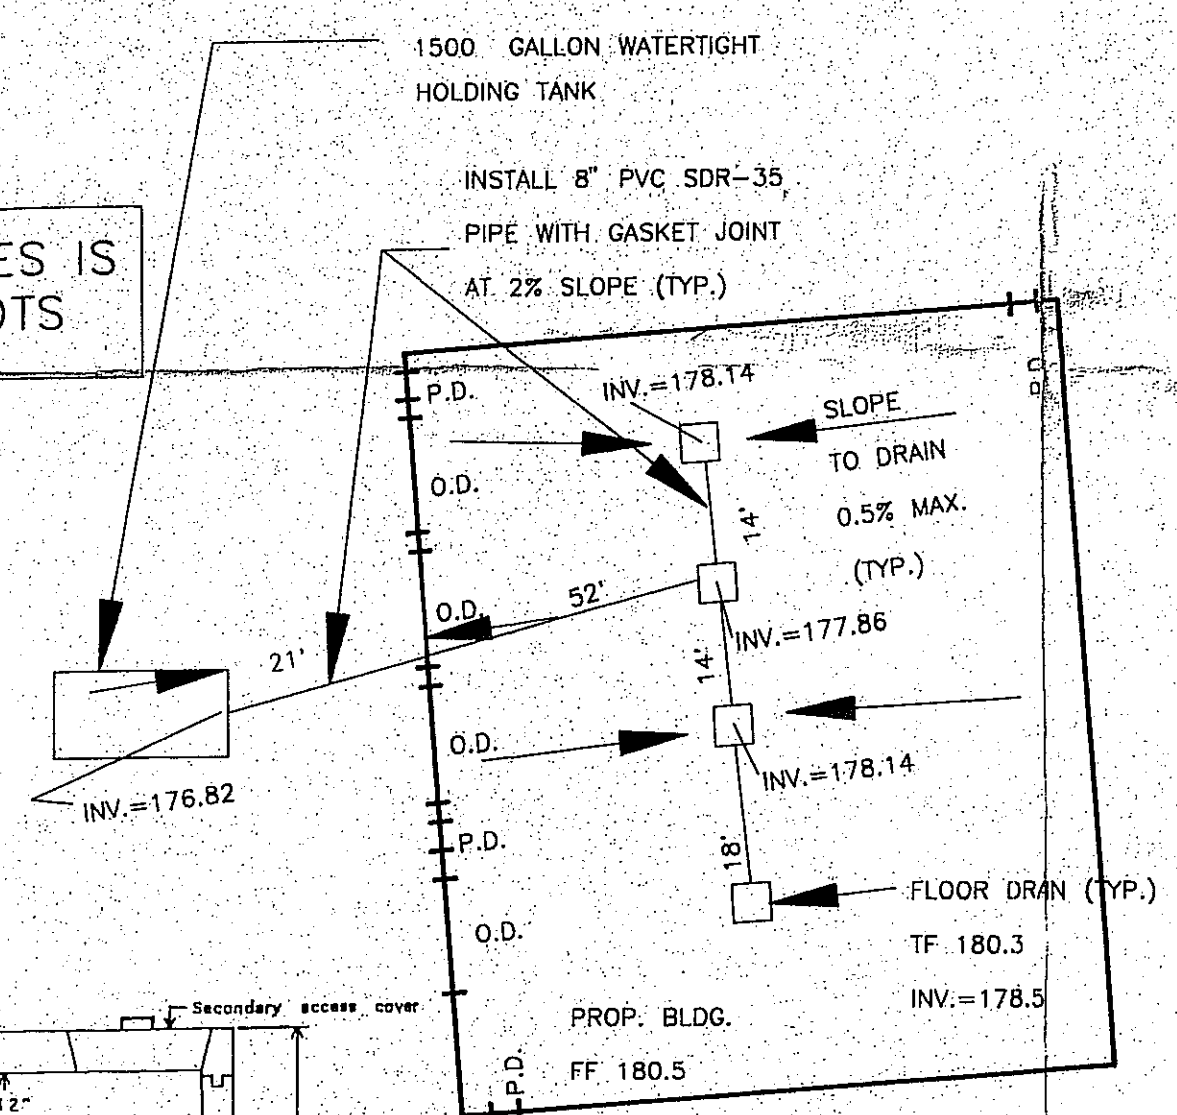 1500 GALLON WATERTIGHT
HOLDING TANK
INSTALL 8" PVC SDR-35
PIPE WITH GASKET JOINT
AT 2% SLOPE (TYP.)
ES IS
OTS
P.D.
INV.=178.14
SLOPE
TO DRAIN
0.5% MAX.
(TYP.)
O.D.
14'
O.D.
52'
INV.=177.86
21'
14'
O.D.
INV.=178.14
INV.=176.82
P.D.
18'
FLOOR DRAN (TYP.)
TF 180.3
INV.=178.5
O.D.
Secondary access cover
PROP. BLDG.
FF 180.5
P.D.